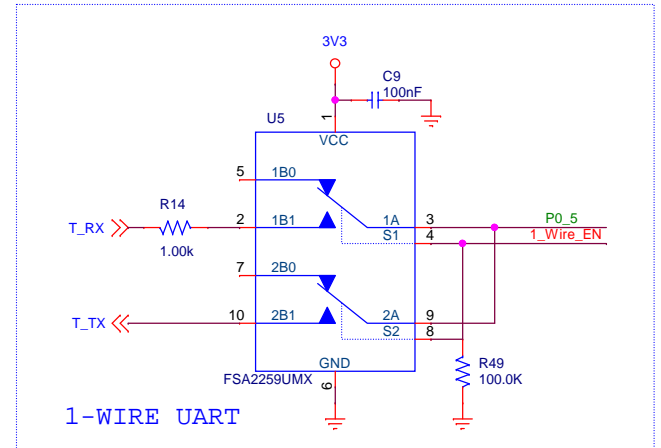 3V3
C9
100nF
U5
1
VCC
5
1B0
R14
T_RX
2
1B1
1A
3
P0_5
1.00k
S1
4
1_Wire_EN
7
2B0
T_TX
10
2B1
2A
9
S2
8
GND
R49
FSA2259UMX
6
100.0K
1-WIRE UART